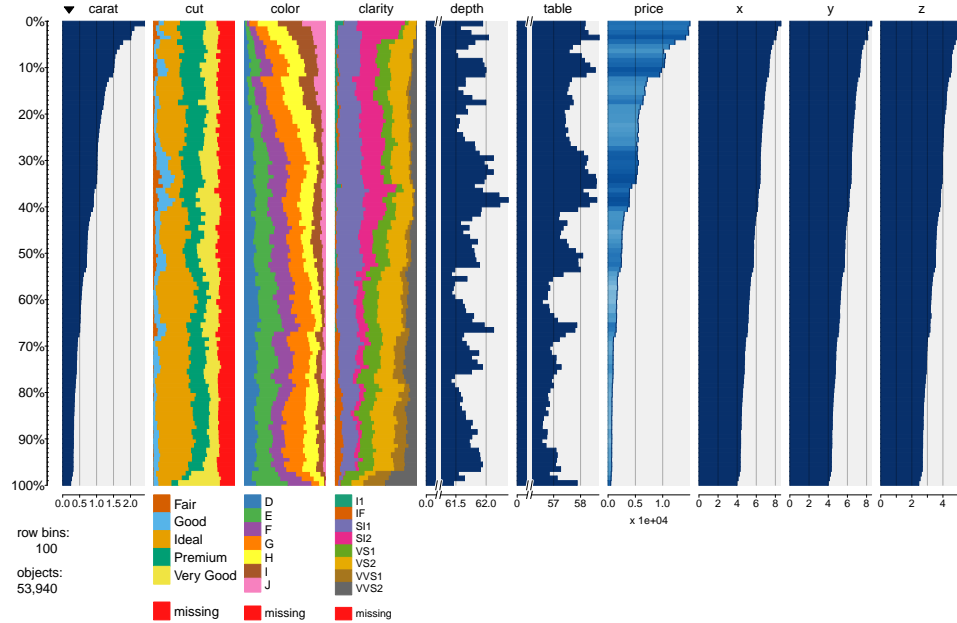 carat cut color clarity depth table price x y z
0%
10%
20%
30%
40%
50%
60%
70%
80%
90%
100%
0.0 0.5 1.0 1.5 2.0 0.0 61.5 62.0 0 57 58 0.0 0.5 1.0 0 2 4 6 8 0 2 4 6 8 0 2 4
x 1e+04
row bins:
100
objects:
53,940
Fair
Good
Ideal
Premium
Very Good
missing
D
E
F
G
H
I
J
missing
I1
IF
SI1
SI2
VS1
VS2
VVS1
VVS2
missing